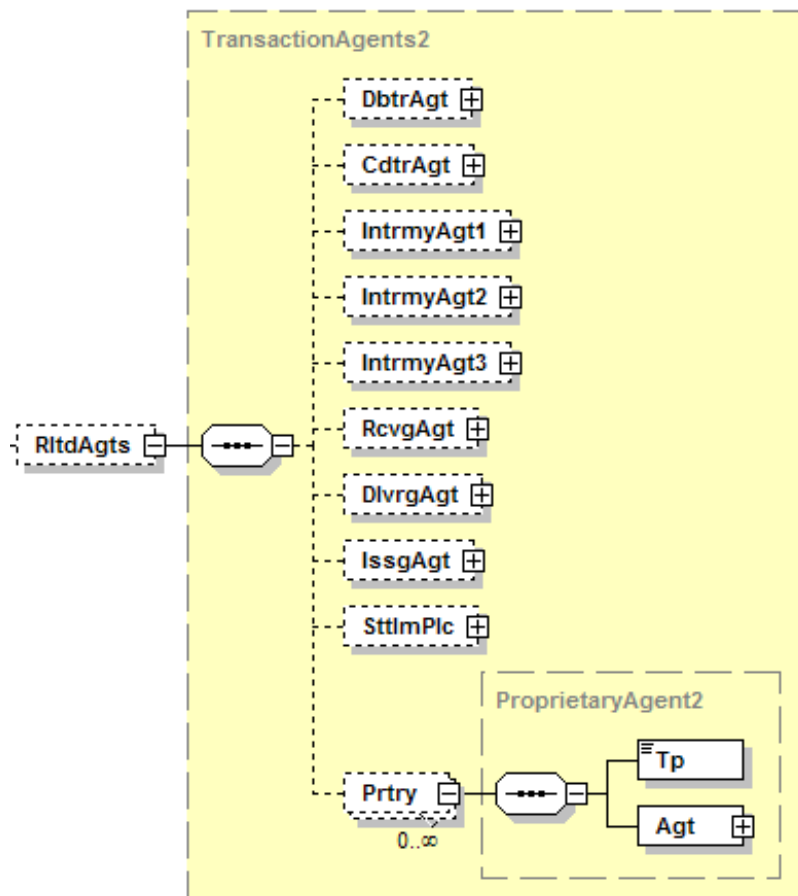 TransactionAgents2
DbtrAgt
CdtrAgt
IntrmyAgt1
IntrmyAgt2
IntrmyAgt3
RcvgAgt
RltdAgts
DlvrgAgt
IssgAgt
SttlmPlc
ProprietaryAgent2
Tp
Prtry
Agt
0..∞